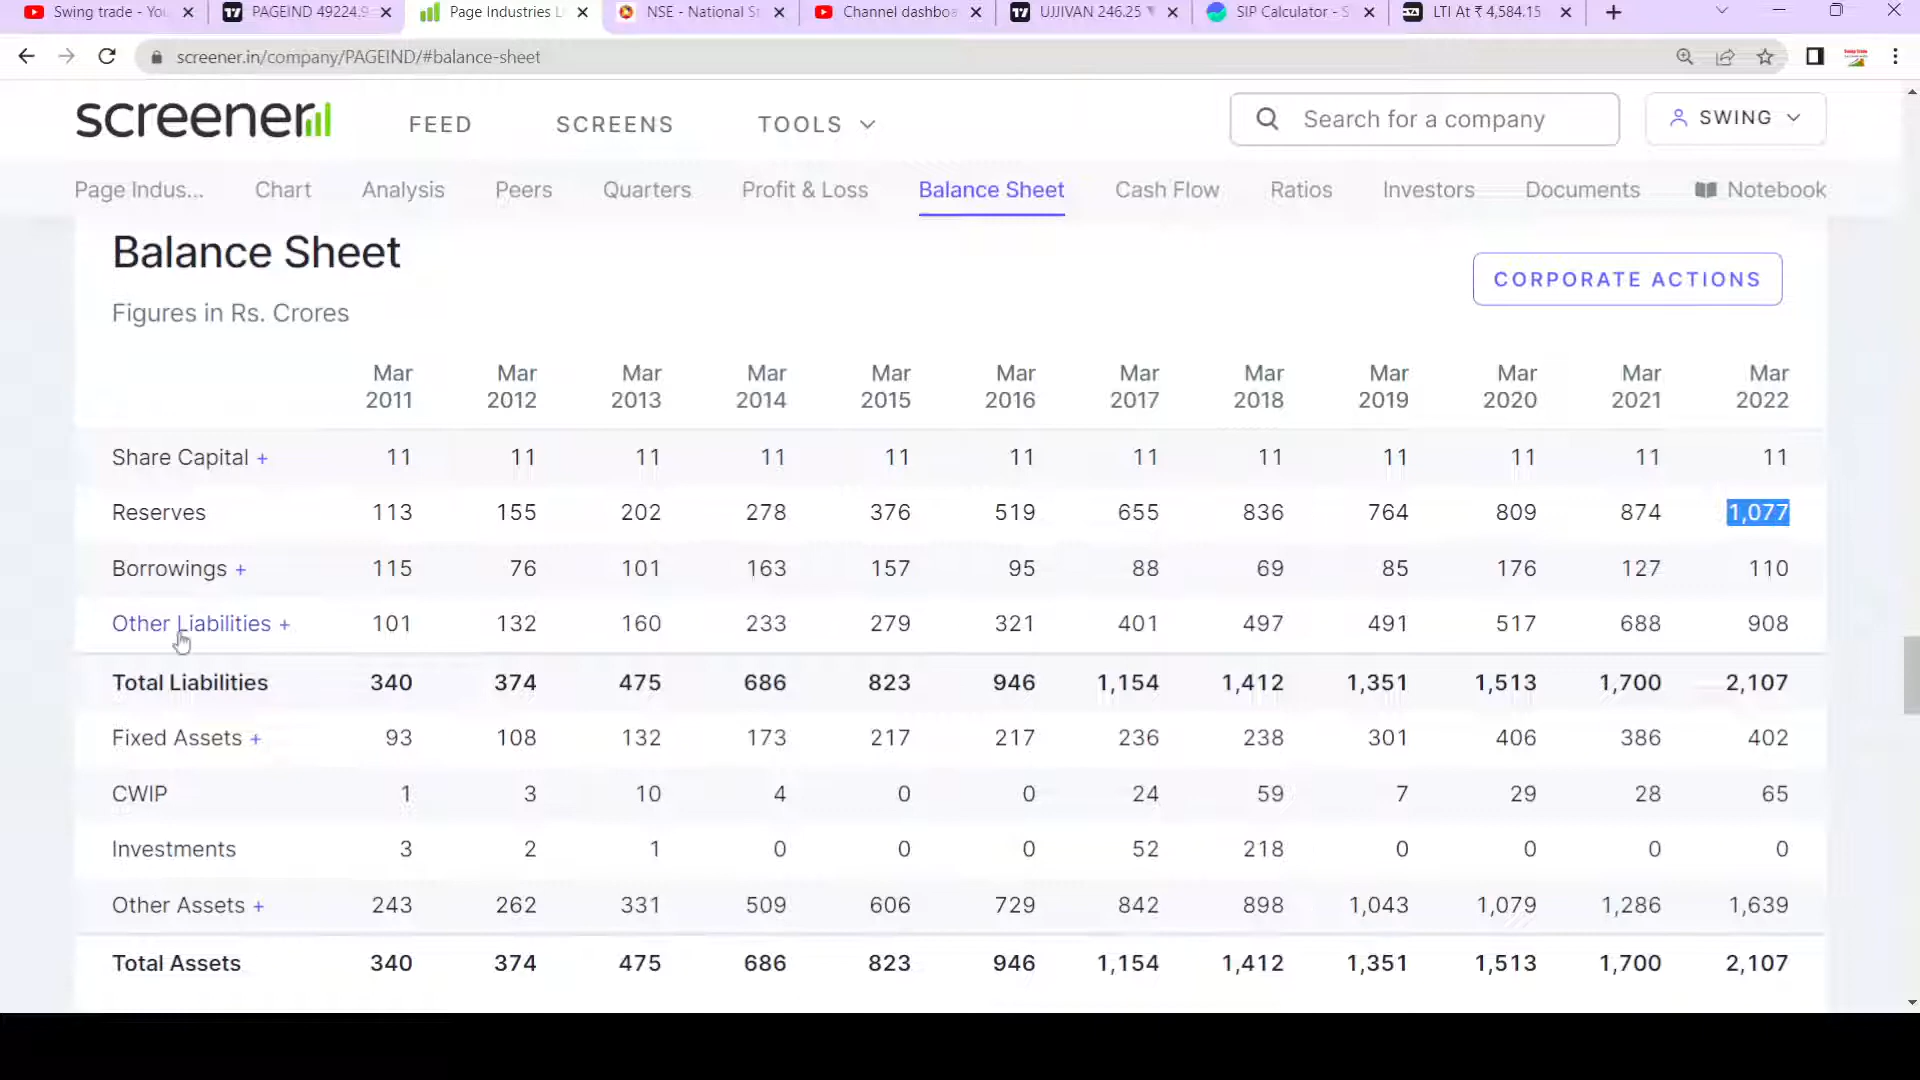 Swing trade - You
PAGEIND 49224.9
Page Industries L
NSE - National S
Channel dashboa
UJJIVAN 246.25
SIP Calculator - S
LTI At ₹ 4,584.15
screener.in/company/PAGEIND/#balance-sheet
screener
FEED
SCREENS
TOOLS
Search for a company
SWING
Page Indus...
Chart
Analysis
Peers
Quarters
Profit & Loss
Balance Sheet
Cash Flow
Ratios
Investors
Documents
Notebook
Balance Sheet
CORPORATE ACTIONS
Figures in Rs. Crores
Mar 2011 Mar 2012 Mar 2013 Mar 2014 Mar 2015 Mar 2016 Mar 2017 Mar 2018 Mar 2019 Mar 2020 Mar 2021 Mar 2022
Share Capital + 11 11 11 11 11 11 11 11 11 11 11 11
Reserves 113 155 202 278 376 519 655 836 764 809 874 1,077
Borrowings + 115 76 101 163 157 95 88 69 85 176 127 110
Other Liabilities + 101 132 160 233 279 321 401 497 491 517 688 908
Total Liabilities 340 374 475 686 823 946 1,154 1,412 1,351 1,513 1,700 2,107
Fixed Assets + 93 108 132 173 217 217 236 238 301 406 386 402
CWIP 1 3 10 4 0 0 24 59 7 29 28 65
Investments 3 2 1 0 0 0 52 218 0 0 0 0
Other Assets + 243 262 331 509 606 729 842 898 1,043 1,079 1,286 1,639
Total Assets 340 374 475 686 823 946 1,154 1,412 1,351 1,513 1,700 2,107